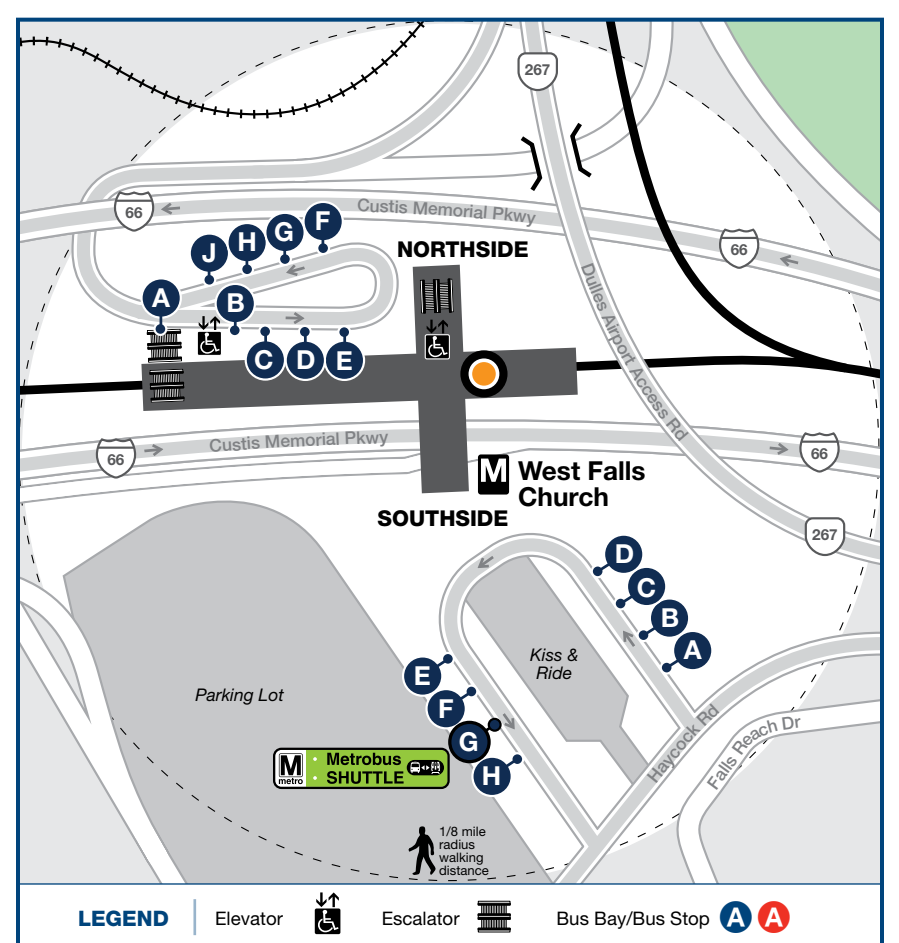 267
66
Custis Memorial Pkwy
66
F
G
H
J
NORTHSIDE
A
B
C
D
E
Dulles Airport Access Rd
66
Custis Memorial Pkwy
66
M
West Falls
Church
SOUTHSIDE
267
D
C
B
A
Kiss &
Ride
Parking Lot
E
F
G
H
M
metro
Metrobus
SHUTTLE
Haycock Rd
Falls Reach Dr
1/8 mile
radius
walking
distance
LEGEND
Elevator
Escalator
Bus Bay/Bus Stop A A